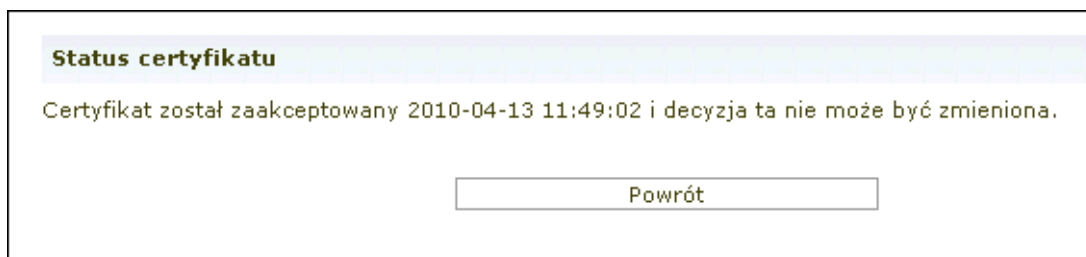 Status certyfikatu
Certyfikat został zaakceptowany 2010-04-13 11:49:02 i decyzja ta nie może być zmieniona.
Powrót